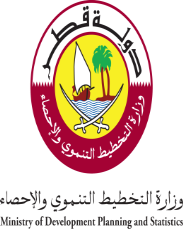 دولة قطر
وزارة التخطيط التنموي والإحصاء
وزارة التخطيط التنموي والإحصاء
Ministry of Development Planning and Statistics